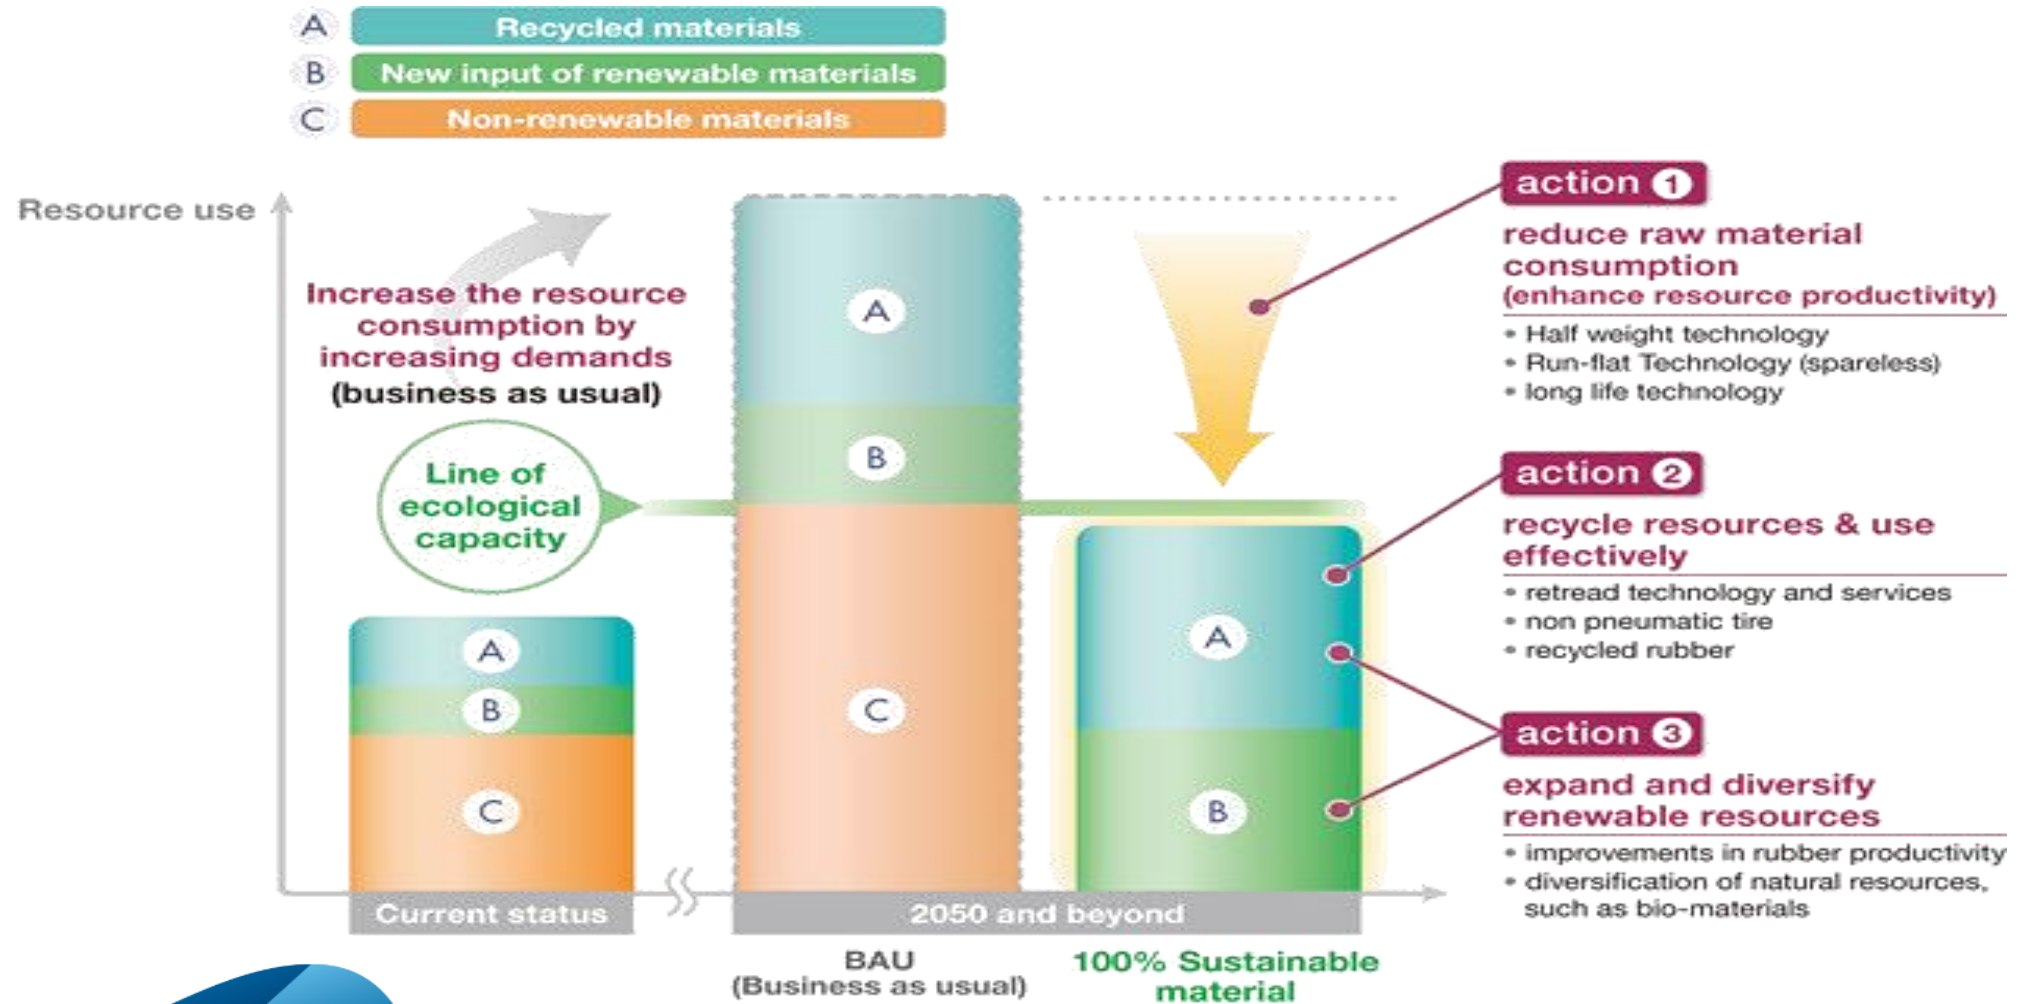 A Recycled materials
B New input of renewable materials
C Non-renewable materials
Resource use
Increase the resource
consumption by
increasing demands
(business as usual)
Line of
ecological
capacity
A
B
C
Current status
A
B
C
A
B
2050 and beyond
BAU
(Business as usual)
100% Sustainable
material
action 1
reduce raw material
consumption
(enhance resource productivity)
• Half weight technology
• Run-flat Technology (spareless)
• long life technology
action 2
recycle resources & use
effectively
• retread technology and services
• non pneumatic tire
• recycled rubber
action 3
expand and diversify
renewable resources
• improvements in rubber productivity
• diversification of natural resources,
such as bio-materials